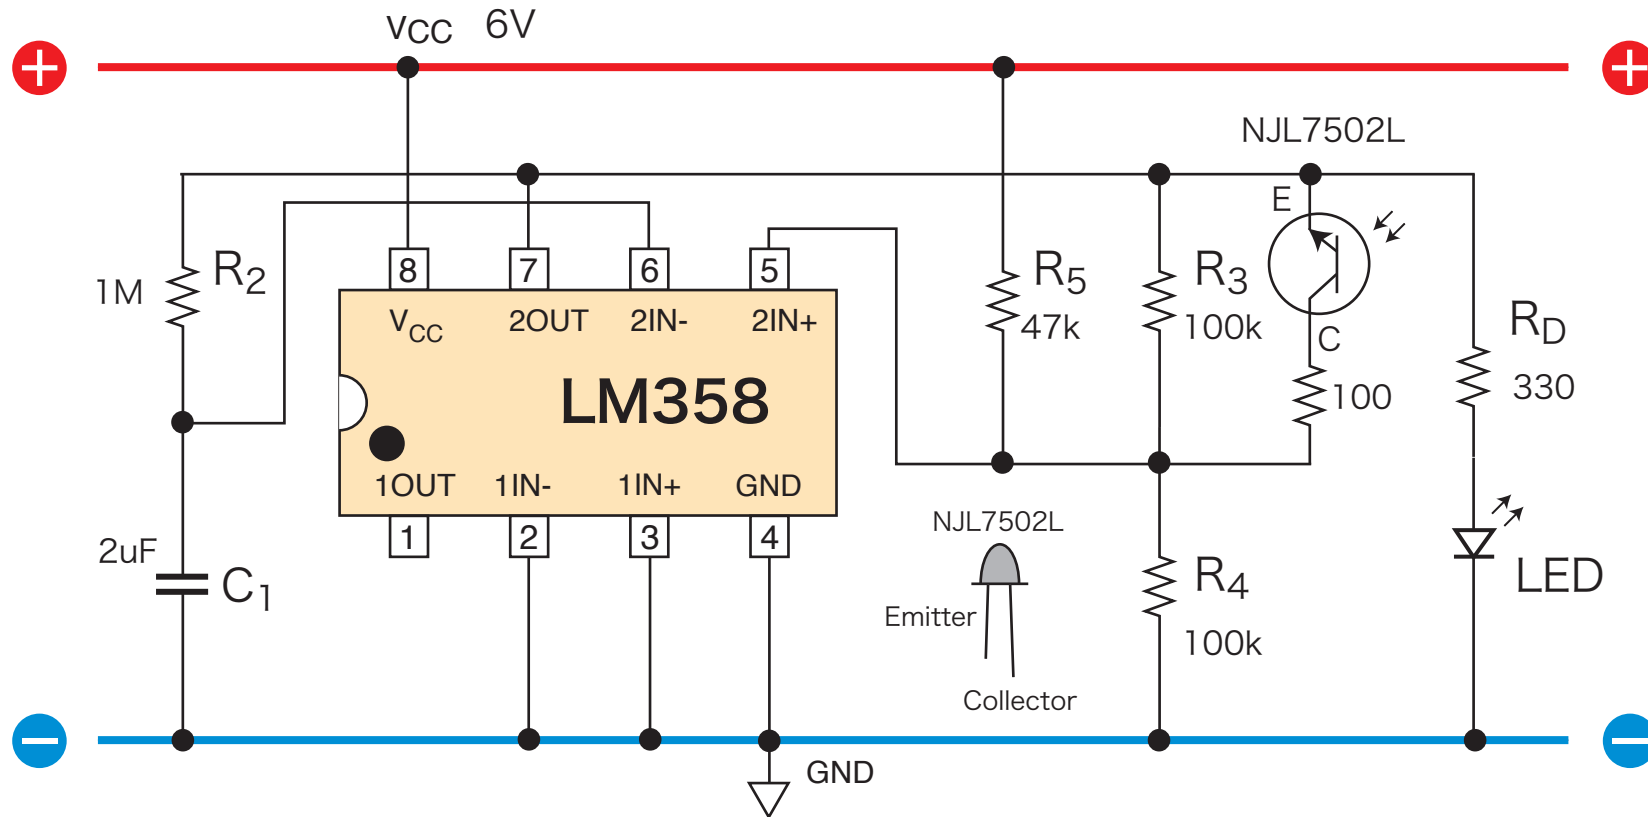 VCC 6V
NJL7502L
E
R2
1M
8
7
6
5
R5
47k
R3
100k
C
RD
330
VCC
2OUT
2IN-
2IN+
LM358
100
1OUT
1IN-
1IN+
GND
1
2
3
4
NJL7502L
2uF
C1
R4
100k
LED
Emitter
Collector
GND